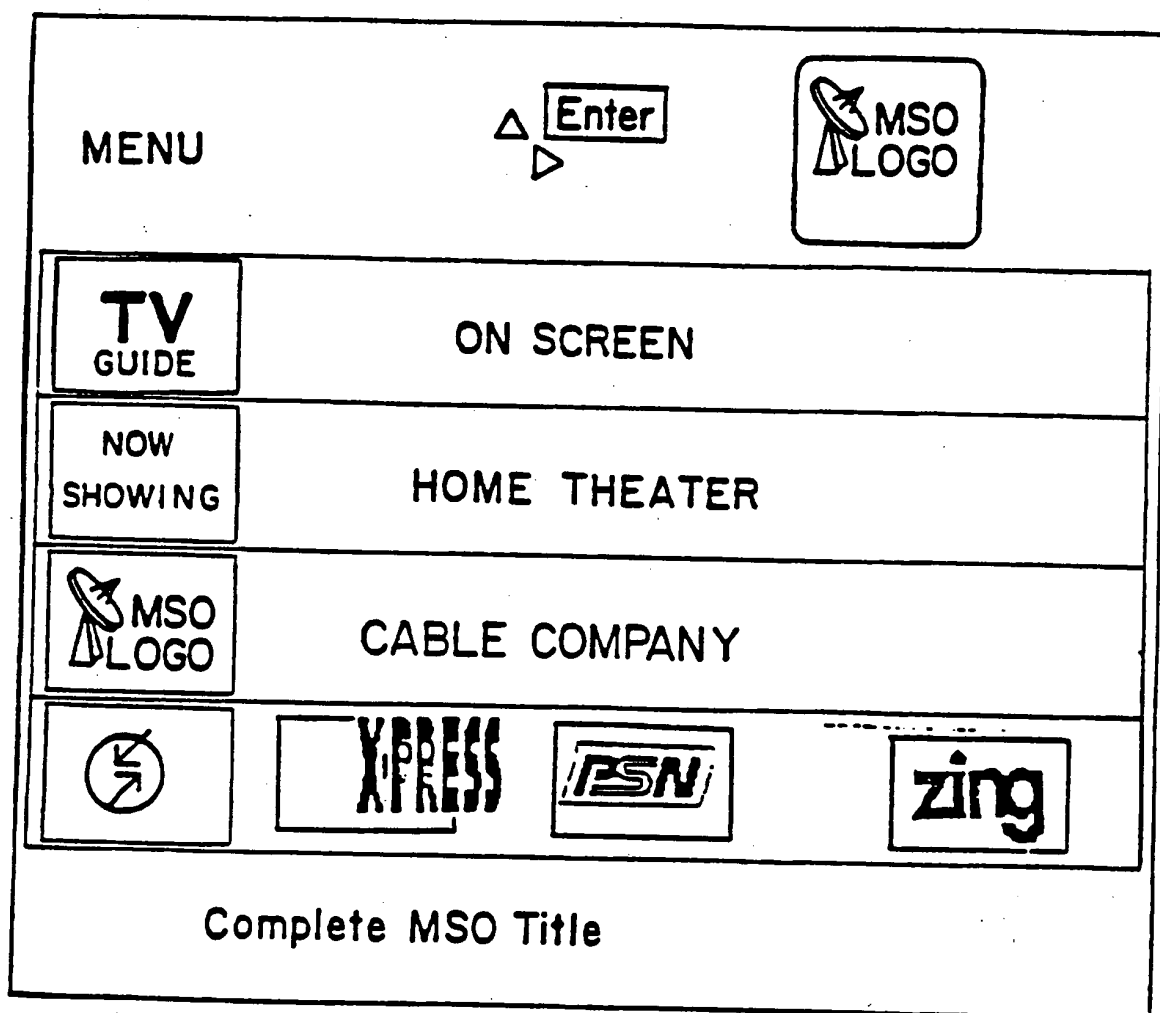 MENU
Enter
MSO
LOGO
TV
GUIDE
ON SCREEN
NOW
SHOWING
HOME THEATER
MSO
LOGO
CABLE COMPANY
X·PRESS
PSN
zing
Complete MSO Title